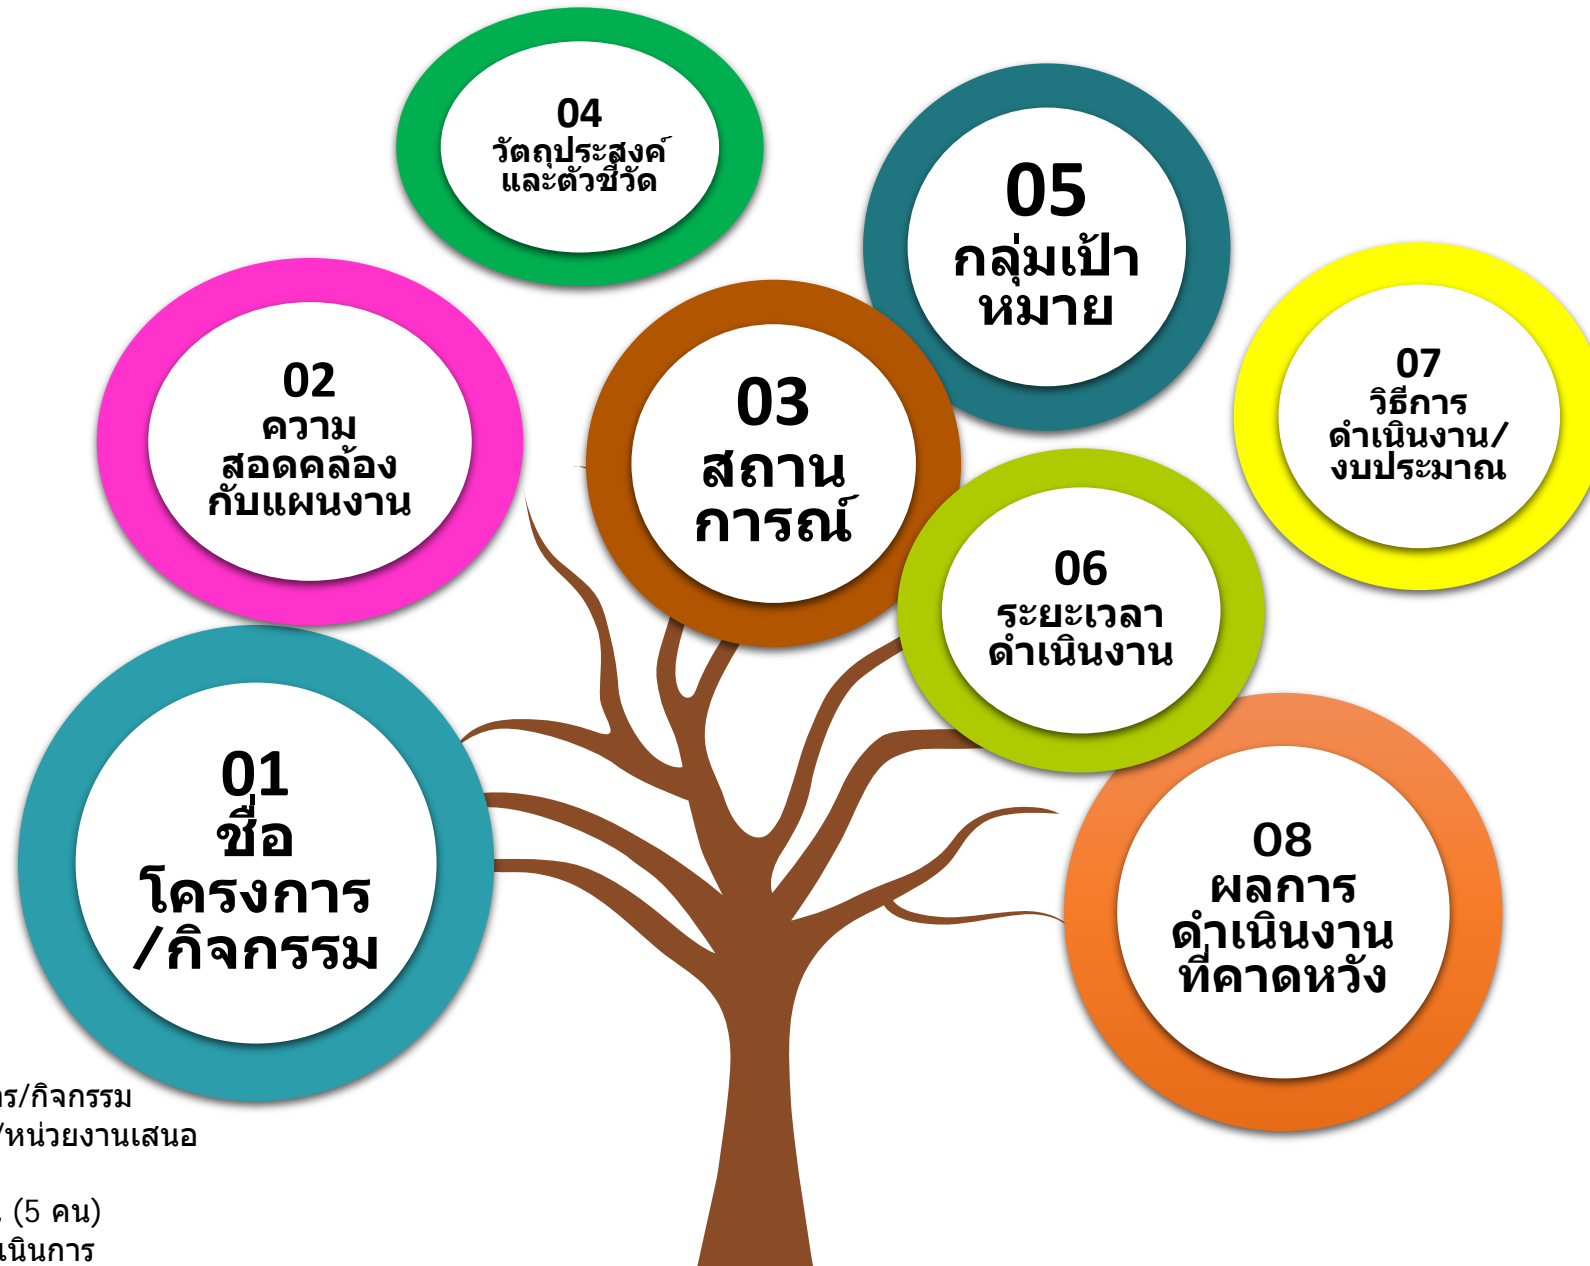 04
วัตถุประสงค์
และตัวชี้วัด
05
กลุ่มเป้า
หมาย
02
ความ
สอดคล้อง
กับแผนงาน
03
สถาน
การณ์
07
วิธีการ
ดำเนินงาน/
งบประมาณ
06
ระยะเวลา
ดำเนินงาน
01
ชื่อ
โครงการ
/กิจกรรม
08
ผลการ
ดำเนินงาน
ที่คาดหวัง
/กิจกรรม
/หน่วยงานเสนอ
(5 คน)